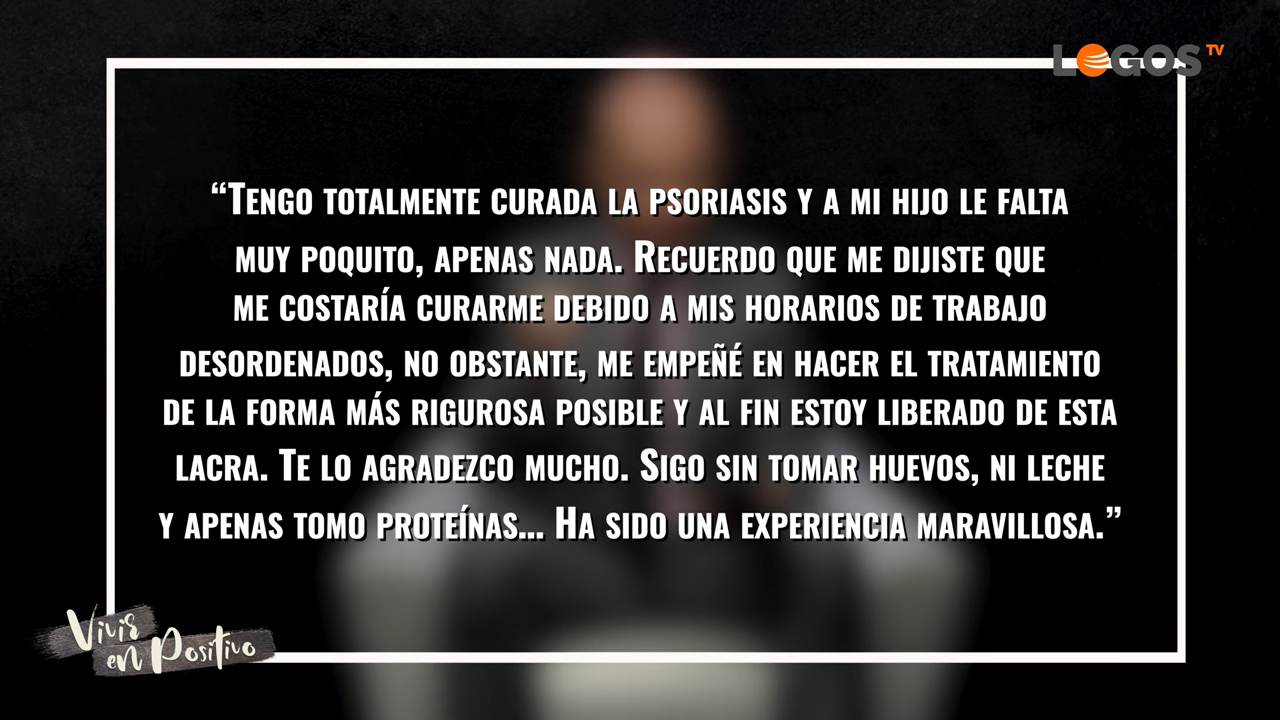 LOGOS TV
“Tengo totalmente curada la psoriasis y a mi hijo le falta
muy poquito, apenas nada. Recuerdo que me dijiste que
me costaría curarme debido a mis horarios de trabajo
desordenados, no obstante, me empeñé en hacer el tratamiento
de la forma más rigurosa posible y al fin estoy liberado de esta
lacra. Te lo agradezco mucho. Sigo sin tomar huevos, ni leche
y apenas tomo proteínas... Ha sido una experiencia maravillosa.”
Vivir
en Positivo